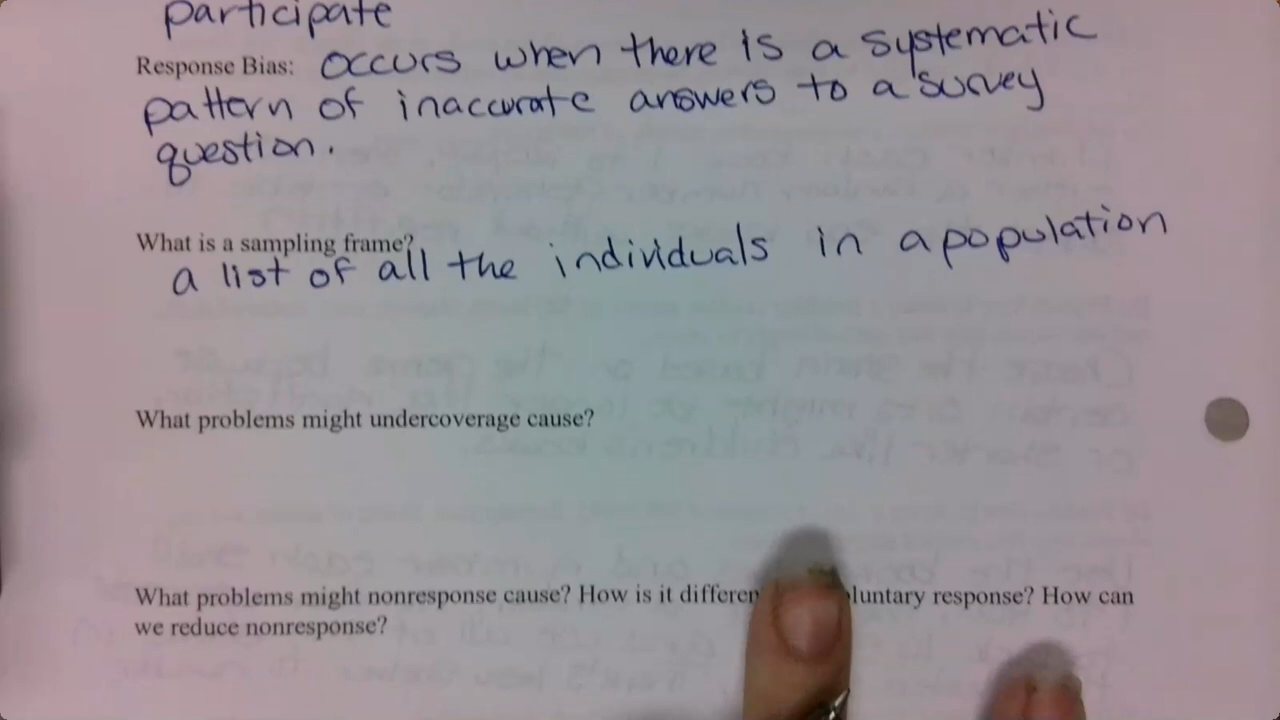 participate
Response Bias: occurs when there is a systematic
pattern of inaccurate answers to a survey
question.
What is a sampling frame?
a list of all the individuals in a population
What problems might undercoverage cause?
What problems might nonresponse cause? How is it differen luntary response? How can
we reduce nonresponse?